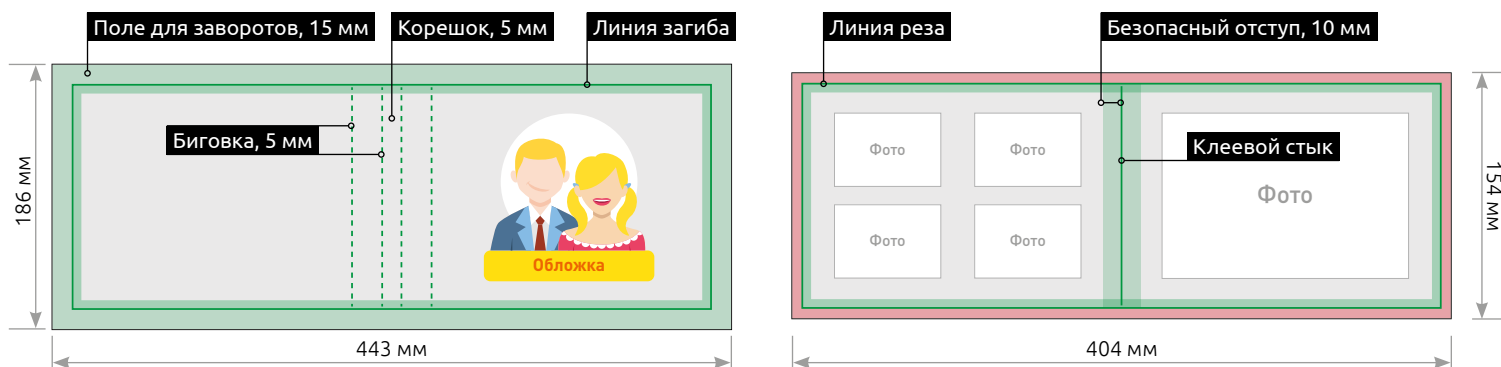 Поле для заворотов, 15 мм
Корешок, 5 мм
Линия загиба
Биговка, 5 мм
Обложка
186 мм
443 мм
Линия реза
Безопасный отступ, 10 мм
Клеевой стык
Фото
Фото
Фото
Фото
Фото
154 мм
404 мм